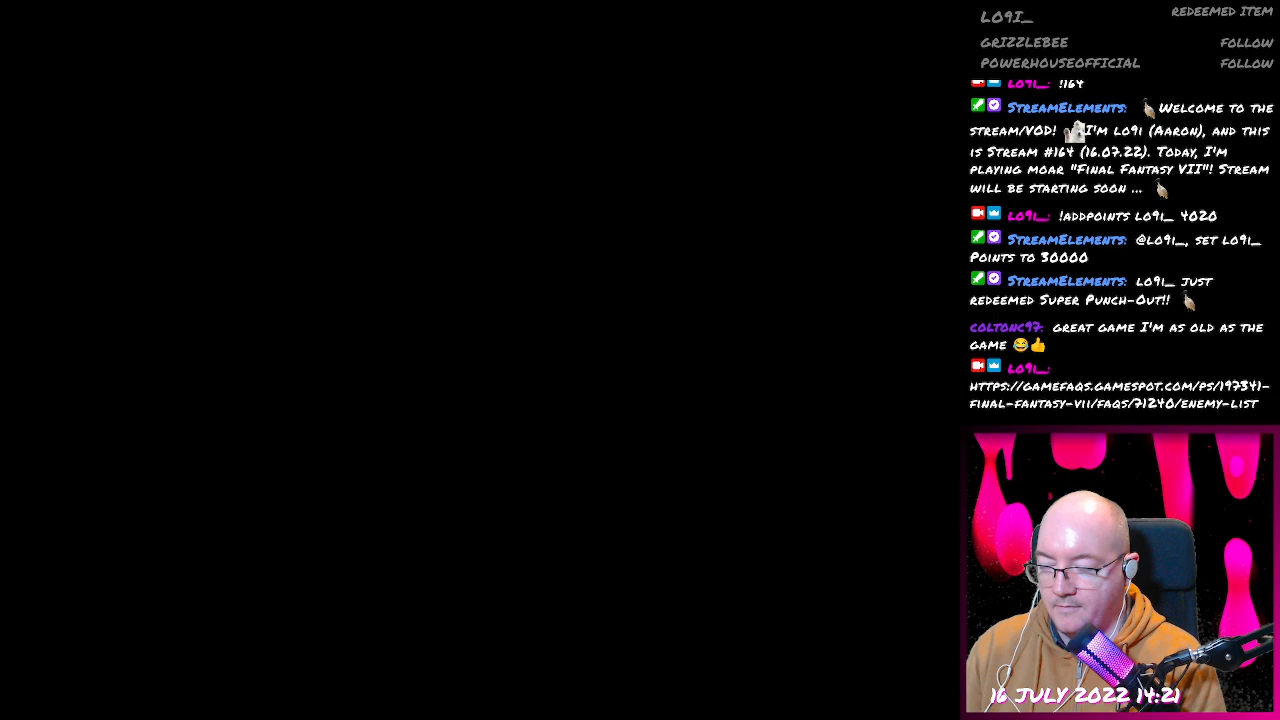 LO9I_ REDEEMED ITEM
GRIZZLEBEE FOLLOW
POWERHOUSEOFFICIAL FOLLOW
LO9I_: !164
STREAMELEMENTS: WELCOME TO THE
STREAM/VOD! I'M LO9I (AARON), AND THIS
IS STREAM #164 (16.07.22). TODAY, I'M
PLAYING MOAR "FINAL FANTASY VII"! STREAM
WILL BE STARTING SOON ...
LO9I_: !ADDPOINTS LO9I_ 4020
STREAMELEMENTS: @LO9I_, SET LO9I_
POINTS TO 30000
STREAMELEMENTS: LO9I_ JUST
REDEEMED SUPER PUNCH-OUT!!
COLTONC97: GREAT GAME I'M AS OLD AS THE
GAME 😂👍
LO9I_:
HTTPS://GAMEFAQS.GAMESPOT.COM/PS/197341-
FINAL-FANTASY-VII/FAQS/71240/ENEMY-LIST
16 JULY 2022 14:21